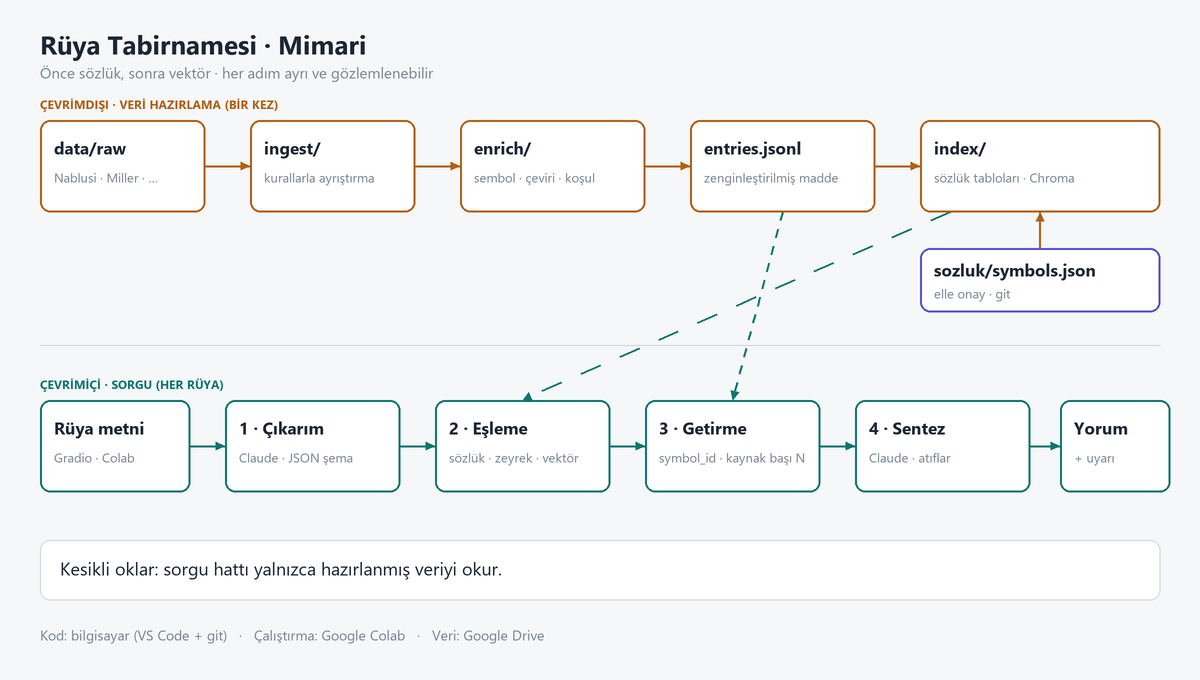 Rüya Tabirnamesi · Mimari
Önce sözlük, sonra vektör · her adım ayrı ve gözlemlenebilir
ÇEVRİMDIŞI · VERİ HAZIRLAMA (BİR KEZ)
data/raw
Nablusi · Miller · ...
ingest/
kurallarla ayrıştırma
enrich/
sembol · çeviri · koşul
entries.jsonl
zenginleştirilmiş madde
index/
sözlük tabloları · Chroma
sozluk/symbols.json
elle onay · git
ÇEVRİMİÇİ · SORGU (HER RÜYA)
Rüya metni
Gradio · Colab
1 · Çıkarım
Claude · JSON şema
2 · Eşleme
sözlük · zeyrek · vektör
3 · Getirme
symbol_id · kaynak başı N
4 · Sentez
Claude · atıflar
Yorum
+ uyarı
Kesikli oklar: sorgu hattı yalnızca hazırlanmış veriyi okur.
Kod: bilgisayar (VS Code + git) · Çalıştırma: Google Colab · Veri: Google Drive